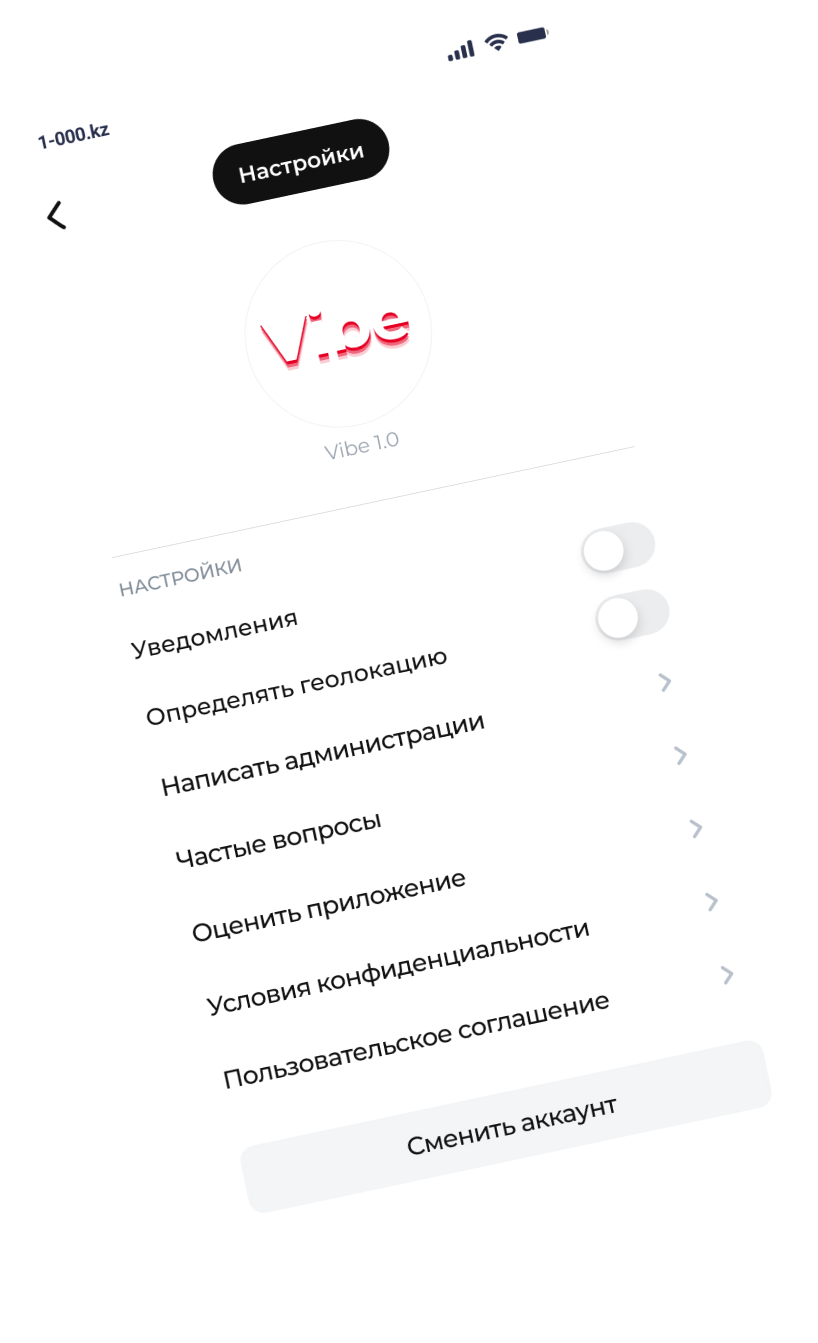 1-000.kz
Настройки
Vibe
Vibe 1.0
НАСТРОЙКИ
Уведомления
Определять геолокацию
Написать администрации
Частые вопросы
Оценить приложение
Условия конфиденциальности
Пользовательское соглашение
Сменить аккаунт